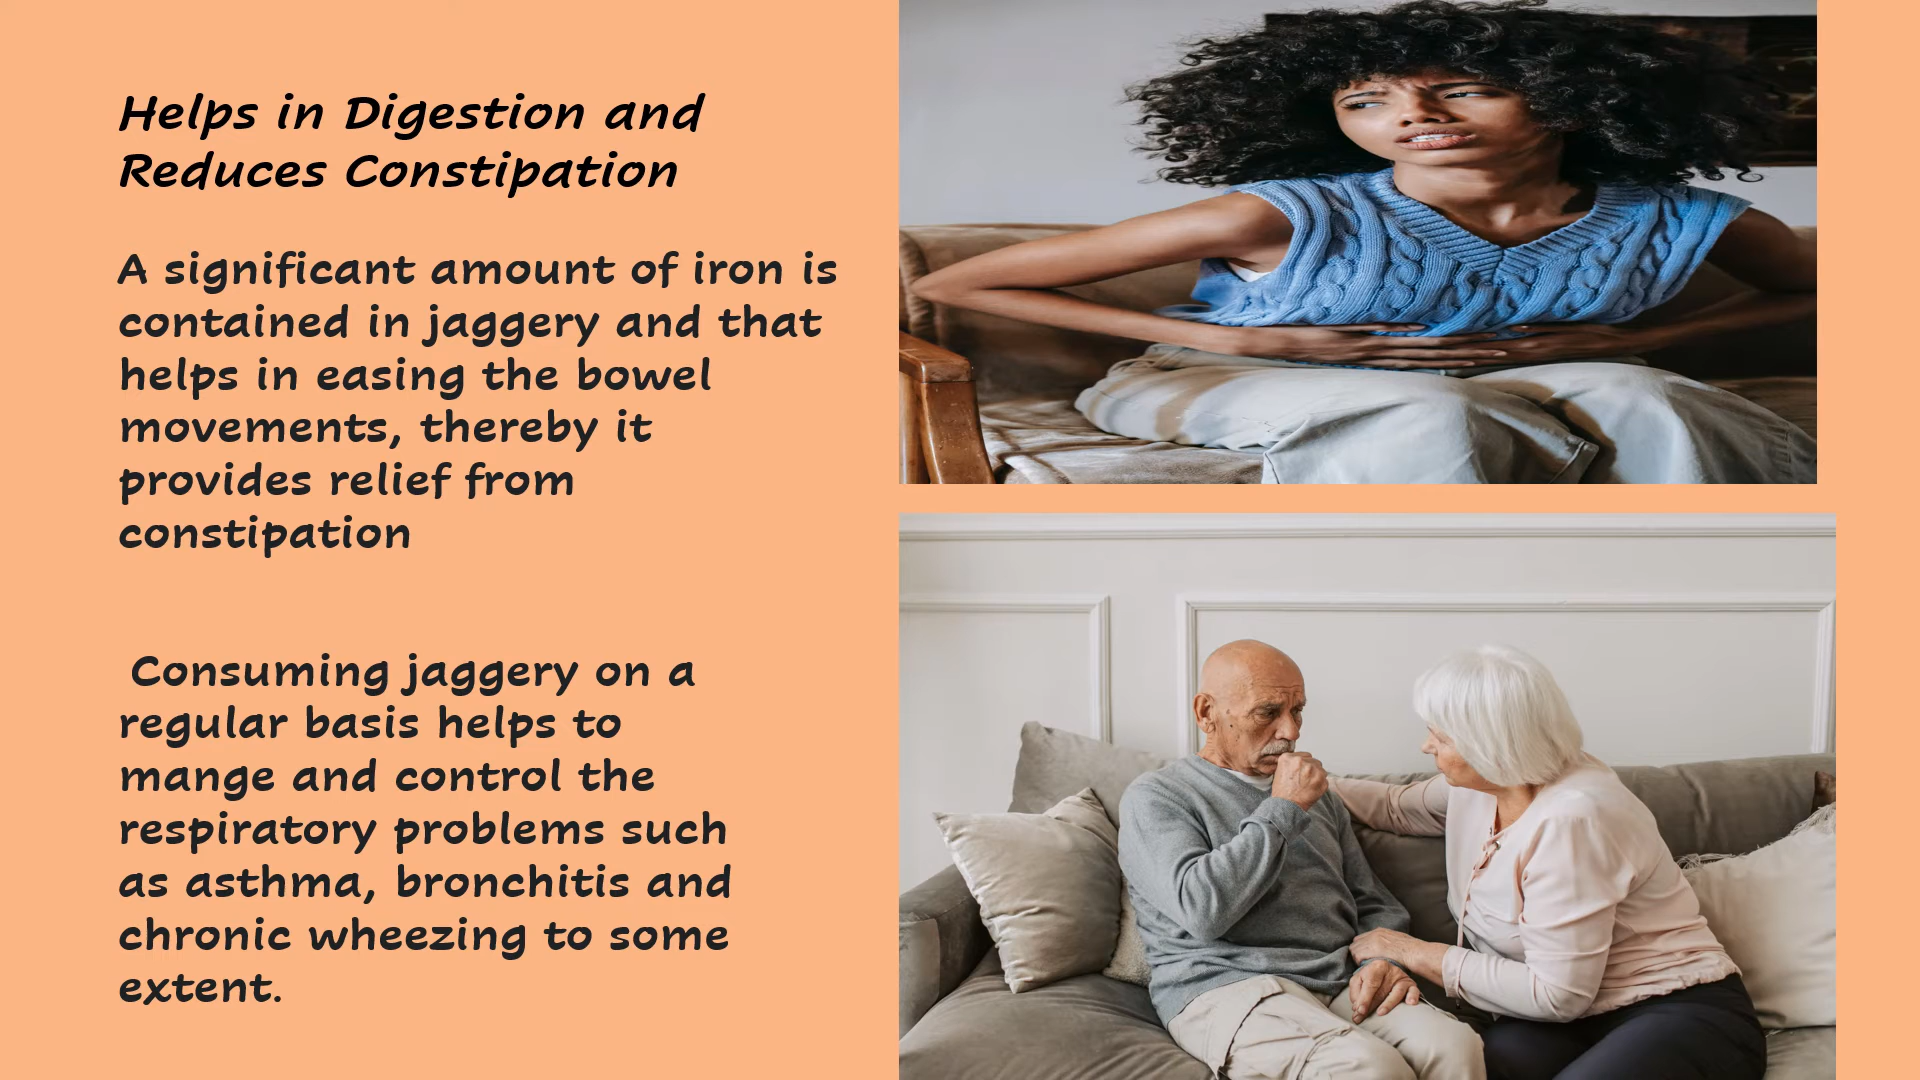 Helps in Digestion and
Reduces Constipation
A significant amount of iron is
contained in jaggery and that
helps in easing the bowel
movements, thereby it
provides relief from
constipation
Consuming jaggery on a
regular basis helps to
mange and control the
respiratory problems such
as asthma, bronchitis and
chronic wheezing to some
extent.